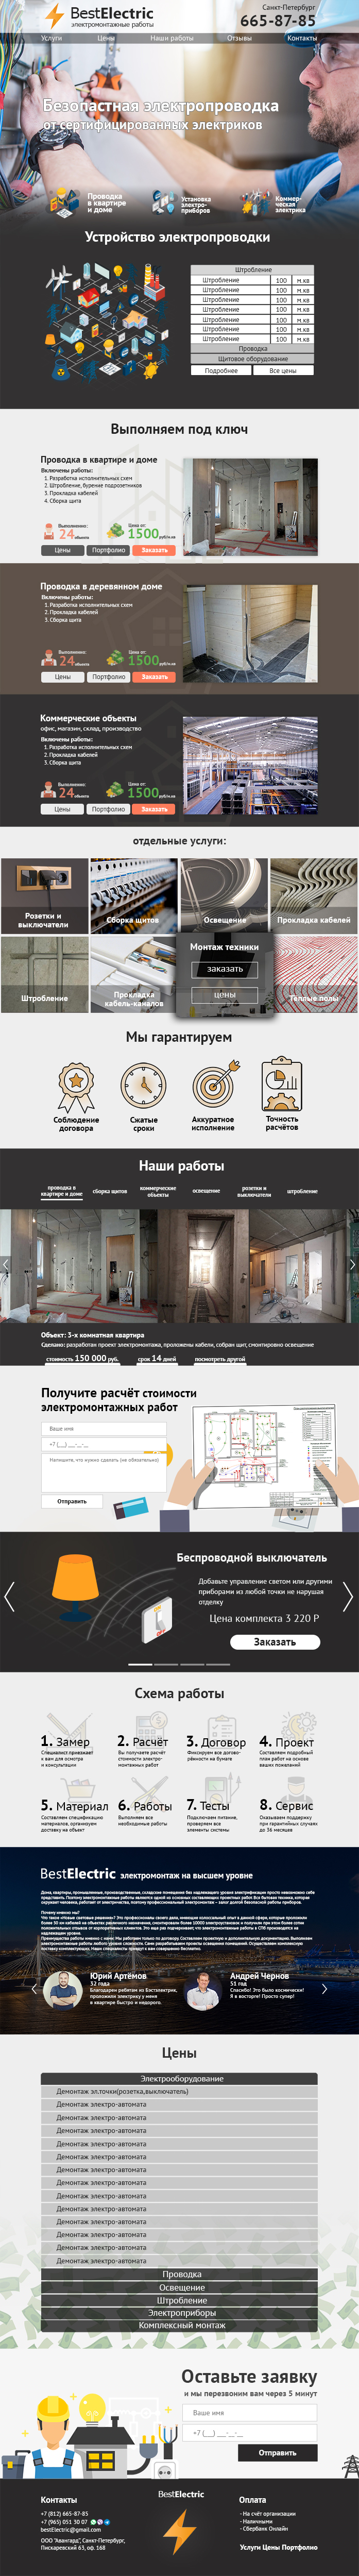 BestElectric
электромонтажные работы
Санкт-Петербург
665-87-85
Услуги Цены Наши работы Отзывы Контакты
Безопастная электропроводка
от сертифицированных электриков
Проводка
в квартире
и доме
Установка
электро-
приборов
Коммер-
ческая
электрика
Устройство электропроводки
Штробление
Штробление 100 м.кв
Штробление 100 м.кв
Штробление 100 м.кв
Штробление 100 м.кв
Штробление 100 м.кв
Штробление 100 м.кв
Штробление 100 м.кв
Проводка
Щитовое оборудование
Подробнее Все цены
Выполняем под ключ
Проводка в квартире и доме
Включены работы:
1. Разработка исполнительных схем
2. Штробление, бурение подрозетников
3. Прокладка кабелей
4. Сборка щита
Выполнено:
24 объекта
Цена от:
1500 руб/м.кв
Цены Портфолио Заказать
Проводка в деревянном доме
Включены работы:
1. Разработка исполнительных схем
2. Прокладка кабелей
3. Сборка щита
Выполнено:
24 объекта
Цена от:
1500 руб/м.кв
Цены Портфолио Заказать
Коммерческие объекты
офис, магазин, склад, производство
Включены работы:
1. Разработка исполнительных схем
2. Прокладка кабелей
3. Сборка щита
Выполнено:
24 объекта
Цена от:
1500 руб/м.кв
Цены Портфолио Заказать
отдельные услуги:
Розетки и
выключатели
Сборка щитов
Освещение
Прокладка кабелей
Штробление
Прокладка
кабель-каналов
Монтаж техники
заказать
цены
Тёплые полы
Мы гарантируем
Соблюдение
договора
Сжатые
сроки
Аккуратное
исполнение
Точность
расчётов
Наши работы
проводка в
квартире и доме
сборка щитов
коммерческие
объекты
освещение
розетки и
выключатели
штробление
Объект: 3-х комнатная квартира
Сделано: разработан проект электромонтажа, проложены кабели, собран щит, смонтировно освещение
стоимость 150 000 руб. срок 14 дней посмотреть другой
Получите расчёт стоимости
электромонтажных работ
Ваше имя
+7 (___) ___-__-__
Напишите, что нужно сделать (не обязательно)
Отправить
Беспроводной выключатель
Добавьте управление светом или другими
приборами из любой точки не нарушая
отделку
Цена комплекта 3 220 Р
Заказать
Схема работы
1. Замер
Специалист приезжает
к вам для осмотра
и консультации
2. Расчёт
Вы получаете расчёт
стоимости электро-
монтажных работ
3. Договор
Фиксируем все догово-
рённости на бумаге
4. Проект
Составляем подробный
план работ на основе
ваших пожеланий
5. Материал
Составляем спецификацию
материалов, организуем
доставку на объект
6. Работы
Выполняем все
необходимые работы
7. Тесты
Подключаем питание,
проверяем все
элементы системы
8. Сервис
Оказываем поддержку
при гарантийных случаях
до 36 месяцев
BestElectric электромонтаж на высшем уровне
Почему именно мы?
Юрий Артёмов
32 года
Благодарен ребятам из Бэстэлектрик,
проложили электрику у меня
в квартире быстро и недорого.
Андрей Чернов
51 год
Спасибо! Это было космически!
Я в восторге! Просто супер!
Цены
Электрооборудование
Демонтаж эл.точки(розетка,выключатель)
Демонтаж электро-автомата
Демонтаж электро-автомата
Демонтаж электро-автомата
Демонтаж электро-автомата
Демонтаж электро-автомата
Демонтаж электро-автомата
Демонтаж электро-автомата
Демонтаж электро-автомата
Демонтаж электро-автомата
Демонтаж электро-автомата
Демонтаж электро-автомата
Демонтаж электро-автомата
Демонтаж электро-автомата
Проводка
Освещение
Штробление
Электроприборы
Комплексный монтаж
Оставьте заявку
и мы перезвоним вам через 5 минут
Ваше имя
+7 (___) ___-__-__
Отправить
Контакты
+7 (812) 665-87-85
+7 (965) 051 30 07
bestElectric@gmail.com
ООО "Авангард", Санкт-Петербург,
Пискаревский 63, оф. 168
BestElectric
Оплата
- На счёт организации
- Наличными
- Сбербанк Онлайн
Услуги Цены Портфолио